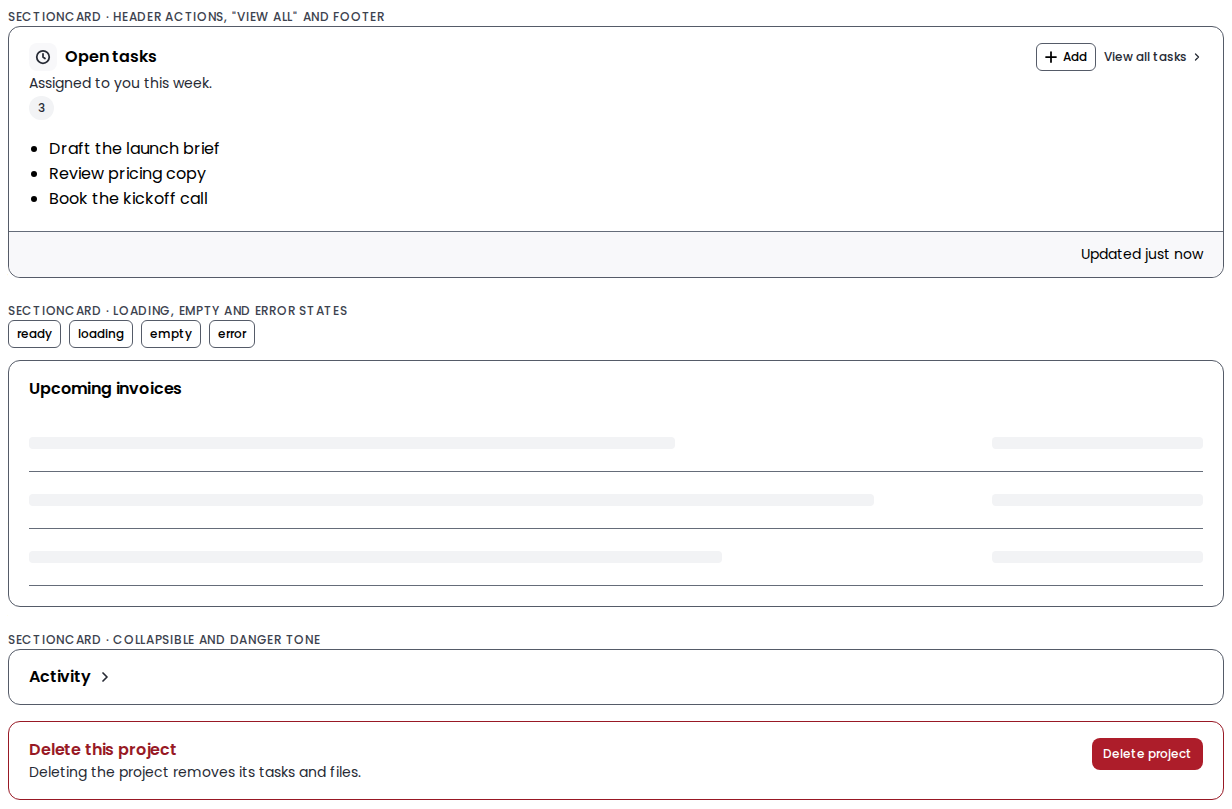 SECTIONCARD · HEADER ACTIONS, "VIEW ALL" AND FOOTER
Open tasks
Add
View all tasks
Assigned to you this week.
3
Draft the launch brief
Review pricing copy
Book the kickoff call
Updated just now
SECTIONCARD · LOADING, EMPTY AND ERROR STATES
ready
loading
empty
error
Upcoming invoices
SECTIONCARD · COLLAPSIBLE AND DANGER TONE
Activity
Delete this project
Deleting the project removes its tasks and files.
Delete project